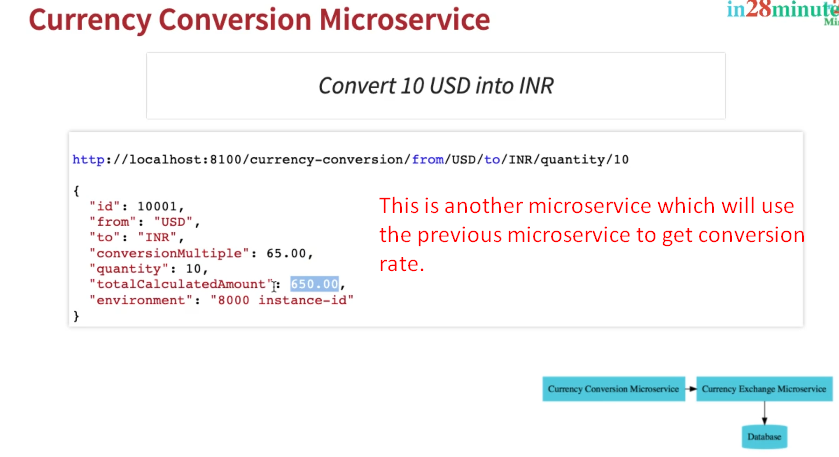 Currency Conversion Microservice
in28minute
Mi
Convert 10 USD into INR
http://localhost:8100/currency-conversion/from/USD/to/INR/quantity/10
{
"id": 10001,
"from": "USD",
"to": "INR",
"conversionMultiple": 65.00,
"quantity": 10,
"totalCalculatedAmount": 650.00,
"environment": "8000 instance-id"
}
This is another microservice which will use
the previous microservice to get conversion
rate.
Currency Conversion Microservice
Currency Exchange Microservice
Database